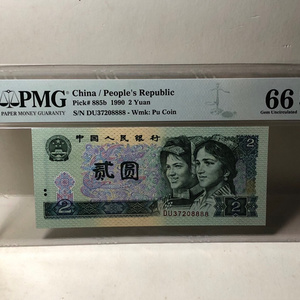 PMG
PAPER MONEY GUARANTY
China / People's Republic
Pick# 885b 1990 2 Yuan
S/N DU37208888 - Wmk: Pu Coin
66
Gem Uncirculated
中国人民银行
2
贰圆
2
2
DU37208888